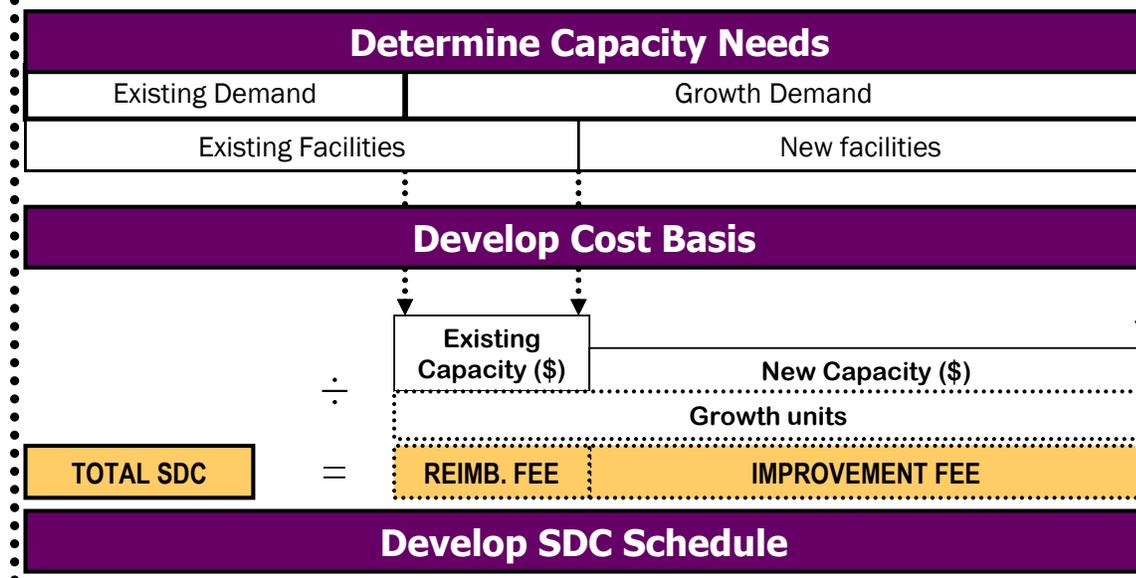 Determine Capacity Needs
Existing Demand
Growth Demand
Existing Facilities
New facilities
Develop Cost Basis
Existing
Capacity ($)
New Capacity ($)
÷
Growth units
TOTAL SDC
=
REIMB. FEE
IMPROVEMENT FEE
Develop SDC Schedule